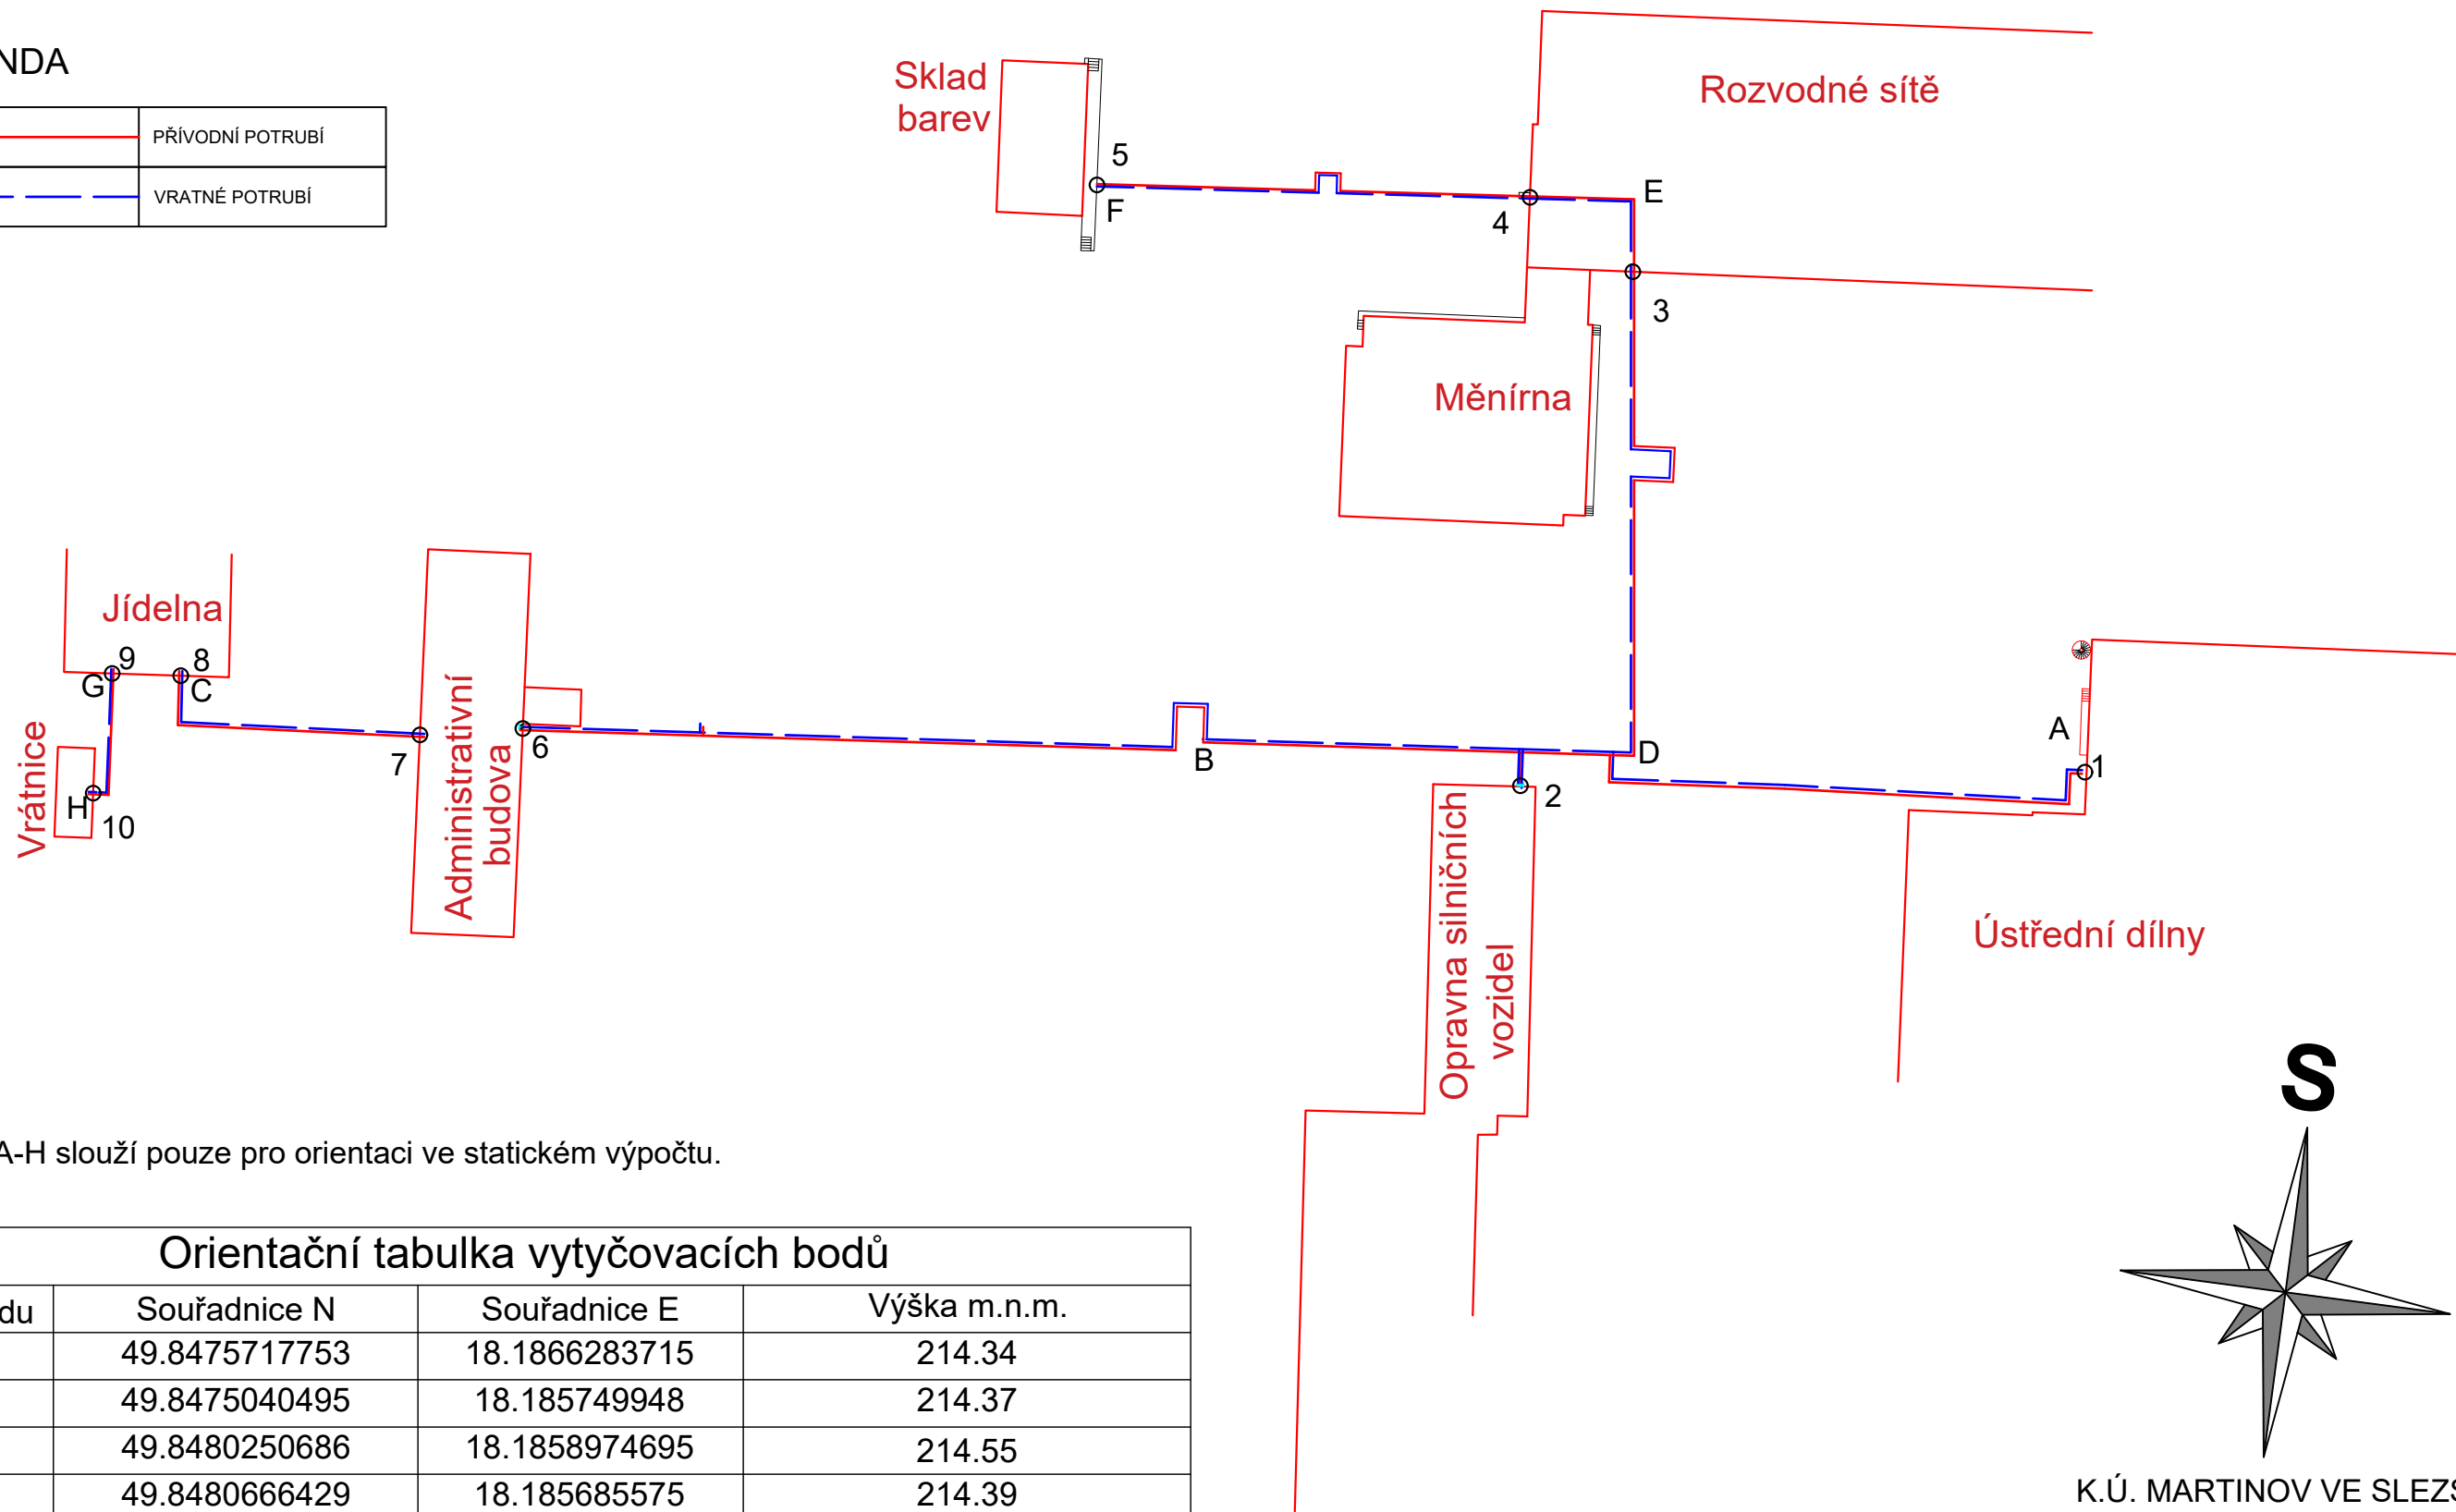 NDA
PŘÍVODNÍ POTRUBÍ
VRATNÉ POTRUBÍ
Sklad
barev
Rozvodné sítě
5
F
4
E
3
Měnírna
Jídelna
9
8
G
C
Vrátnice
H
10
7
Administrativní
budova
6
B
D
2
A
1
Opravna silničních
vozidel
Ústřední dílny
S
A-H slouží pouze pro orientaci ve statickém výpočtu.
Orientační tabulka vytyčovacích bodů
du Souřadnice N Souřadnice E Výška m.n.m.
49.8475717753 18.1866283715 214.34
49.8475040495 18.185749948 214.37
49.8480250686 18.1858974695 214.55
49.8480666429 18.185685575 214.39
K.Ú. MARTINOV VE SLEZS